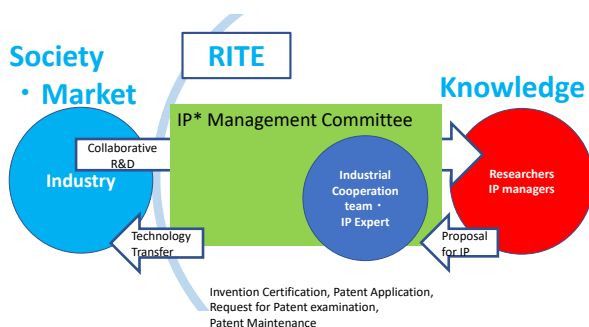 RITE
Society
・Market
Knowledge
IP* Management Committee
Collaborative
R&D
Industry
Industrial
Cooperation
team・
IP Expert
Researchers
IP managers
Technology
Transfer
Proposal
for IP
Invention Certification, Patent Application,
Request for Patent examination,
Patent Maintenance